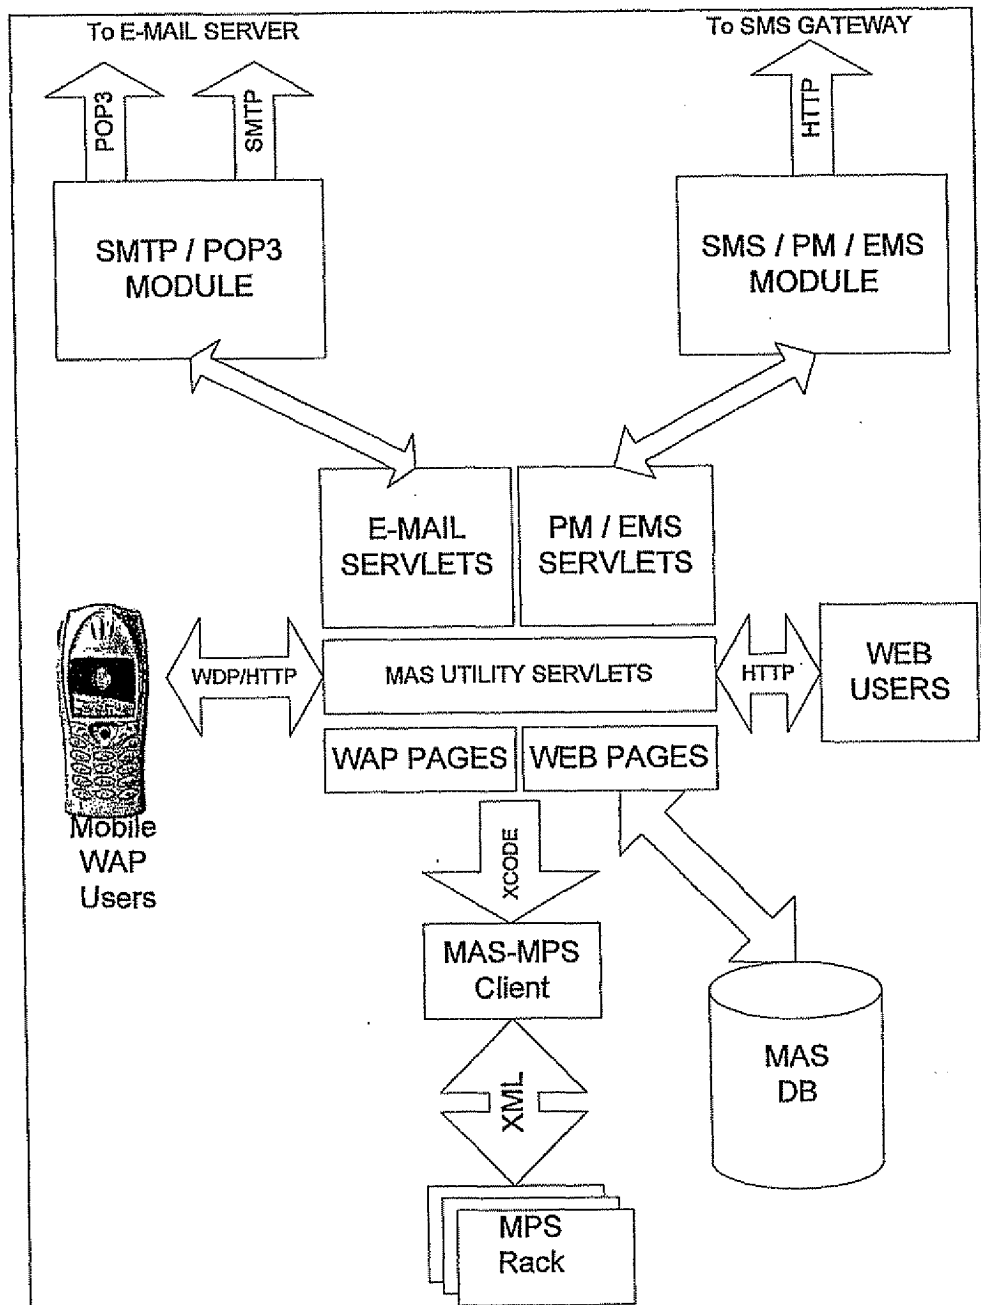 To E-MAIL SERVER
To SMS GATEWAY
POP3
SMTP
HTTP
SMTP / POP3
MODULE
SMS / PM / EMS
MODULE
E-MAIL
SERVLETS
PM / EMS
SERVLETS
WDP/HTTP
MAS UTILITY SERVLETS
HTTP
WEB
USERS
WAP PAGES
WEB PAGES
Mobile
WAP
Users
XCODE
MAS-MPS
Client
MAS
DB
XML
MPS
Rack